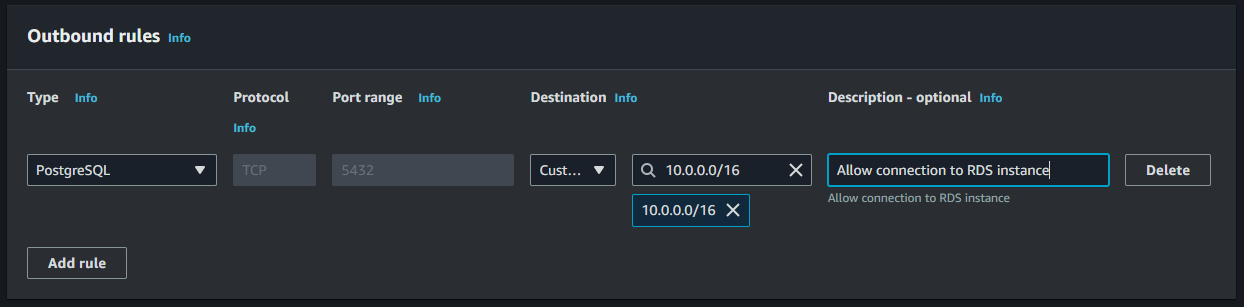 Outbound rules Info
Type Info Protocol Info Port range Info Destination Info Description - optional Info
PostgreSQL TCP 5432 Cust... 10.0.0.0/16 Allow connection to RDS instance Delete
10.0.0.0/16 Allow connection to RDS instance
Add rule